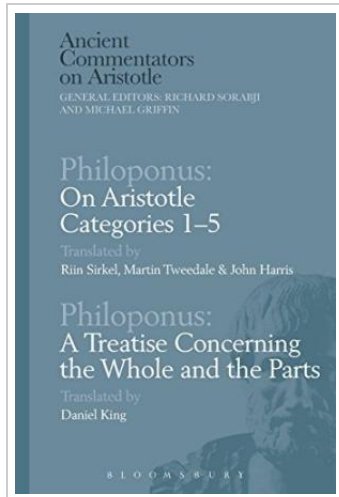 Ancient
Commentators
on Aristotle
GENERAL EDITORS: RICHARD SORABJI
AND MICHAEL GRIFFIN
Philoponus:
On Aristotle
Categories 1–5
Translated by
Riin Sirkel, Martin Tweedale & John Harris
Philoponus:
A Treatise Concerning
the Whole and the Parts
Translated by
Daniel King
BLOOMSBURY